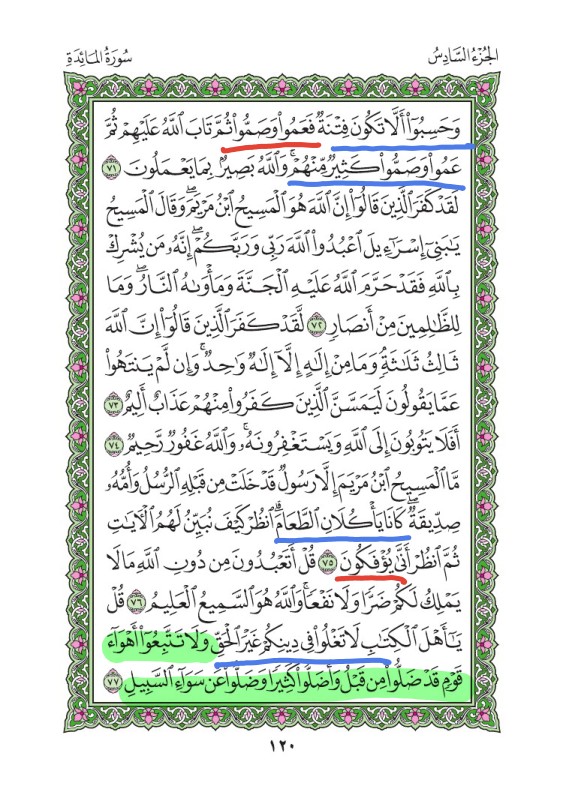 الجُزْءُ السَّادِسُ سُورَةُ المَائِدَةِ
وَحَسِبُوٓا۟ أَلَّا تَكُونَ فِتْنَةٌ فَعَمُوا۟ وَصَمُّوا۟ ثُمَّ تَابَ ٱللَّهُ عَلَيْهِمْ ثُمَّ
عَمُوا۟ وَصَمُّوا۟ كَثِيرٌ مِّنْهُمْ ۚ وَٱللَّهُ بَصِيرٌۢ بِمَا يَعْمَلُونَ ٧١
لَقَدْ كَفَرَ ٱلَّذِينَ قَالُوٓا۟ إِنَّ ٱللَّهَ هُوَ ٱلْمَسِيحُ ٱبْنُ مَرْيَمَ ۖ وَقَالَ ٱلْمَسِيحُ
يَـٰبَنِىٓ إِسْرَٰٓءِيلَ ٱعْبُدُوا۟ ٱللَّهَ رَبِّى وَرَبَّكُمْ ۖ إِنَّهُۥ مَن يُشْرِكْ
بِٱللَّهِ فَقَدْ حَرَّمَ ٱللَّهُ عَلَيْهِ ٱلْجَنَّةَ وَمَأْوَىٰهُ ٱلنَّارُ ۖ وَمَا
لِلظَّـٰلِمِينَ مِنْ أَنصَارٍ ٧٢ لَّقَدْ كَفَرَ ٱلَّذِينَ قَالُوٓا۟ إِنَّ ٱللَّهَ
ثَالِثُ ثَلَـٰثَةٍ ۘ وَمَا مِنْ إِلَـٰهٍ إِلَّآ إِلَـٰهٌ وَٰحِدٌ ۚ وَإِن لَّمْ يَنتَهُوا۟
عَمَّا يَقُولُونَ لَيَمَسَّنَّ ٱلَّذِينَ كَفَرُوا۟ مِنْهُمْ عَذَابٌ أَلِيمٌ ٧٣
أَفَلَا يَتُوبُونَ إِلَى ٱللَّهِ وَيَسْتَغْفِرُونَهُۥ ۚ وَٱللَّهُ غَفُورٌ رَّحِيمٌ ٧٤
مَّا ٱلْمَسِيحُ ٱبْنُ مَرْيَمَ إِلَّا رَسُولٌ قَدْ خَلَتْ مِن قَبْلِهِ ٱلرُّسُلُ وَأُمُّهُۥ
صِدِّيقَةٌ ۖ كَانَا يَأْكُلَانِ ٱلطَّعَامَ ۗ ٱنظُرْ كَيْفَ نُبَيِّنُ لَهُمُ ٱلْـَٔايَـٰتِ
ثُمَّ ٱنظُرْ أَنَّىٰ يُؤْفَكُونَ ٧٥ قُلْ أَتَعْبُدُونَ مِن دُونِ ٱللَّهِ مَا لَا
يَمْلِكُ لَكُمْ ضَرًّا وَلَا نَفْعًا ۚ وَٱللَّهُ هُوَ ٱلسَّمِيعُ ٱلْعَلِيمُ ٧٦ قُلْ
يَـٰٓأَهْلَ ٱلْكِتَـٰبِ لَا تَغْلُوا۟ فِى دِينِكُمْ غَيْرَ ٱلْحَقِّ وَلَا تَتَّبِعُوٓا۟ أَهْوَآءَ
قَوْمٍ قَدْ ضَلُّوا۟ مِن قَبْلُ وَأَضَلُّوا۟ كَثِيرًا وَضَلُّوا۟ عَن سَوَآءِ ٱلسَّبِيلِ ٧٧
١٢٠